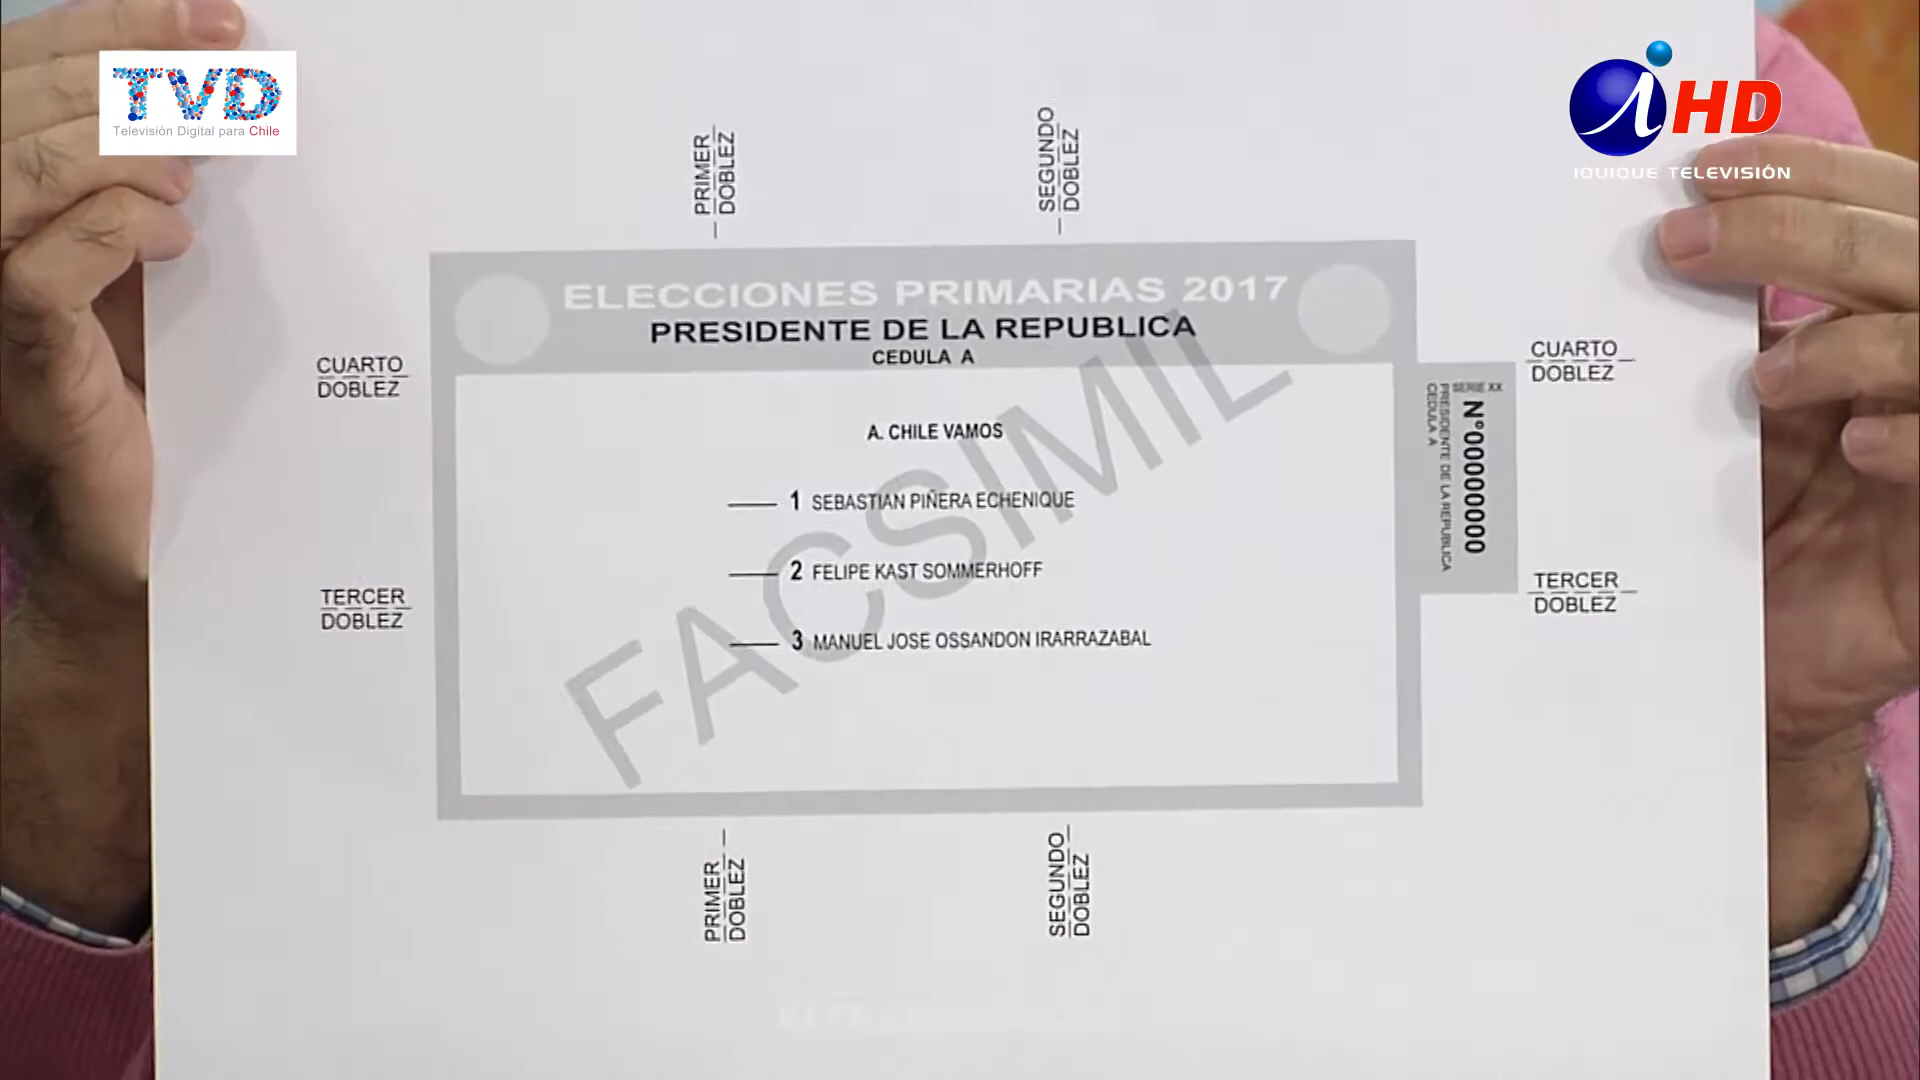 TVD
Televisión Digital para Chile
HD
IQUIQUE TELEVISIÓN
PRIMER
DOBLEZ
SEGUNDO
DOBLEZ
ELECCIONES PRIMARIAS 2017
PRESIDENTE DE LA REPUBLICA
CEDULA A
CUARTO
DOBLEZ
CUARTO
DOBLEZ
SERIE XX
Nº0000000
PRESIDENTE DE LA REPUBLICA
CEDULA A
A. CHILE VAMOS
1 SEBASTIAN PIÑERA ECHENIQUE
2 FELIPE KAST SOMMERHOFF
3 MANUEL JOSE OSSANDON IRARRAZABAL
FACSIMIL
TERCER
DOBLEZ
TERCER
DOBLEZ
PRIMER
DOBLEZ
SEGUNDO
DOBLEZ